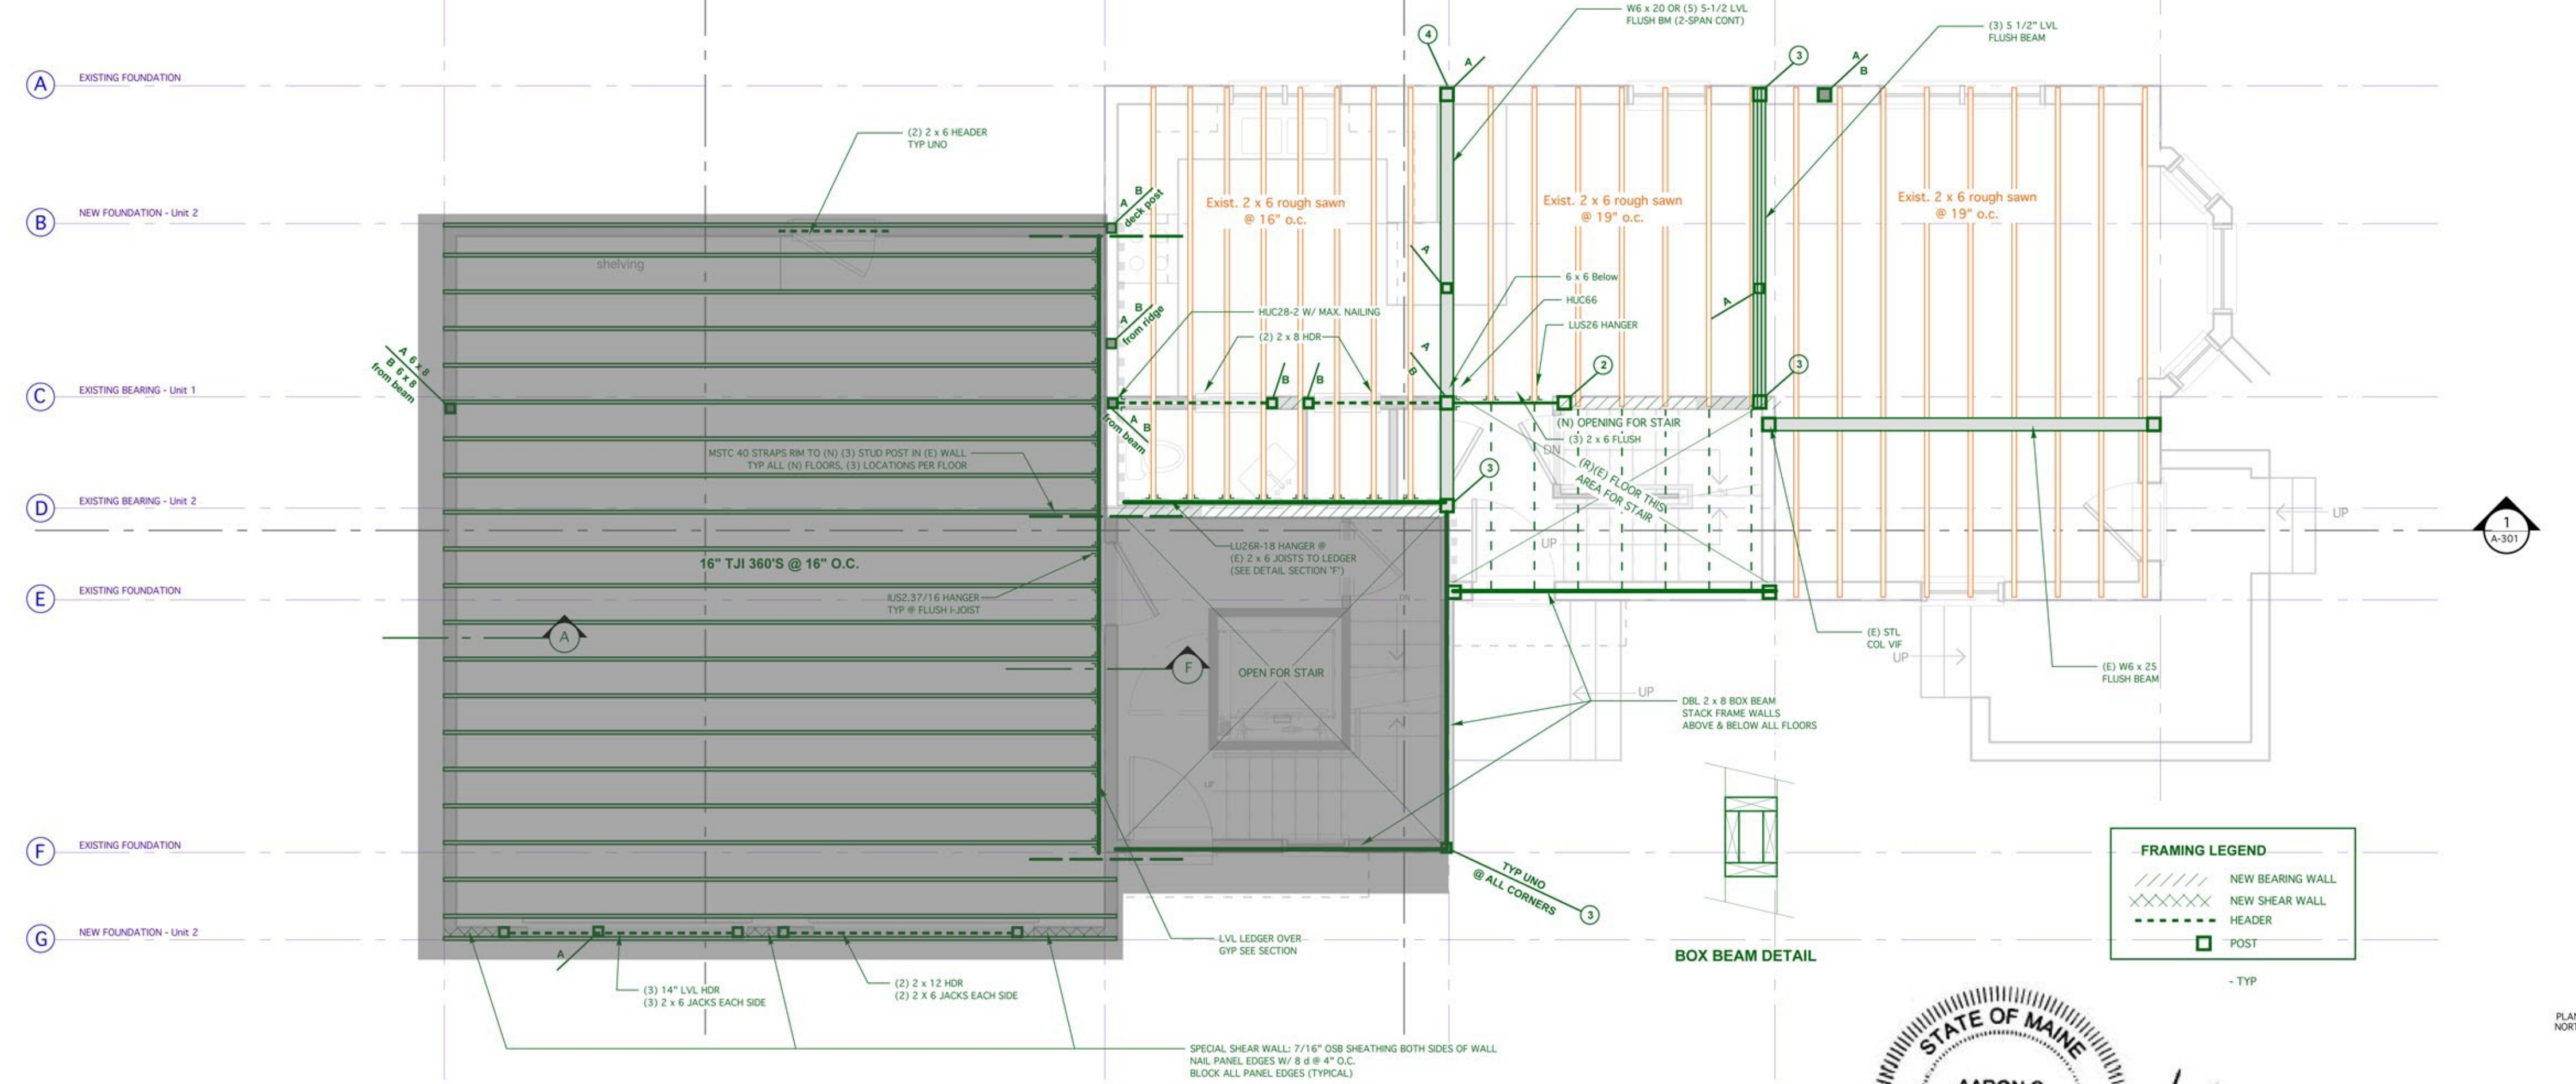 W6 x 20 OR (5) 5-1/2 LVL
FLUSH BM (2-SPAN CONT)
(3) 5 1/2" LVL
FLUSH BEAM
4
A
3
A
B
A
EXISTING FOUNDATION
(2) 2 x 6 HEADER
TYP UNO
B
NEW FOUNDATION - Unit 2
A
B
deck post
Exist. 2 x 6 rough sawn
@ 16" o.c.
Exist. 2 x 6 rough sawn
@ 19" o.c.
Exist. 2 x 6 rough sawn
@ 19" o.c.
shelving
A
6 x 6 Below
HUC66
A
LUS26 HANGER
A
B
from ridge
HUC28-2 W/ MAX. NAILING
(2) 2 x 8 HDR
A
B
A 6 x 8
B 6 x 8
from beam
B
B
2
3
C
EXISTING BEARING - Unit 1
A
B
from beam
(N) OPENING FOR STAIR
(3) 2 x 6 FLUSH
DN
MSTC 40 STRAPS RIM TO (N) (3) STUD POST IN (E) WALL
TYP ALL (N) FLOORS, (3) LOCATIONS PER FLOOR
3
(R)(E) FLOOR THIS
AREA FOR STAIR
D
EXISTING BEARING - Unit 2
UP
1
A-301
UP
LU26R-18 HANGER @
(E) 2 x 6 JOISTS TO LEDGER
(SEE DETAIL SECTION 'F')
16" TJI 360'S @ 16" O.C.
E
EXISTING FOUNDATION
IUS2.37/16 HANGER
TYP @ FLUSH I-JOIST
DN
A
(E) STL
COL VIF
UP
F
OPEN FOR STAIR
(E) W6 x 25
FLUSH BEAM
UP
DBL 2 x 8 BOX BEAM
STACK FRAME WALLS
ABOVE & BELOW ALL FLOORS
UP
F
EXISTING FOUNDATION
TYP UNO
@ ALL CORNERS
3
FRAMING LEGEND
NEW BEARING WALL
NEW SHEAR WALL
HEADER
POST
- TYP
G
NEW FOUNDATION - Unit 2
A
LVL LEDGER OVER
GYP SEE SECTION
BOX BEAM DETAIL
(3) 14" LVL HDR
(3) 2 x 6 JACKS EACH SIDE
(2) 2 x 12 HDR
(2) 2 X 6 JACKS EACH SIDE
SPECIAL SHEAR WALL: 7/16" OSB SHEATHING BOTH SIDES OF WALL
NAIL PANEL EDGES W/ 8 d @ 4" O.C.
BLOCK ALL PANEL EDGES (TYPICAL)
STATE OF MAINE